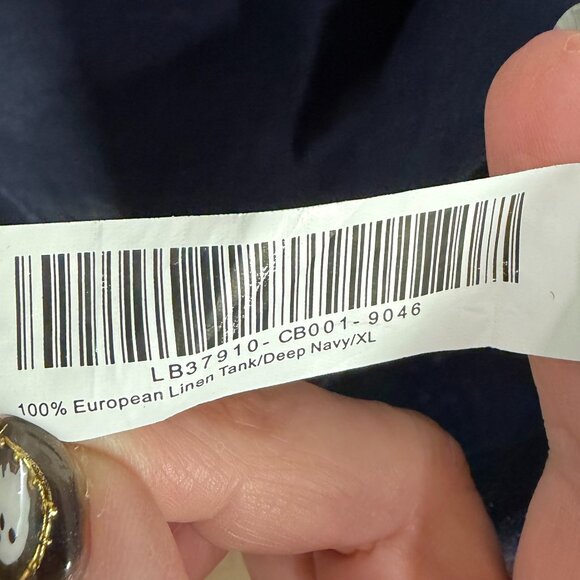 LB37910-CB001-9046
100% European Linen Tank/Deep Navy/XL